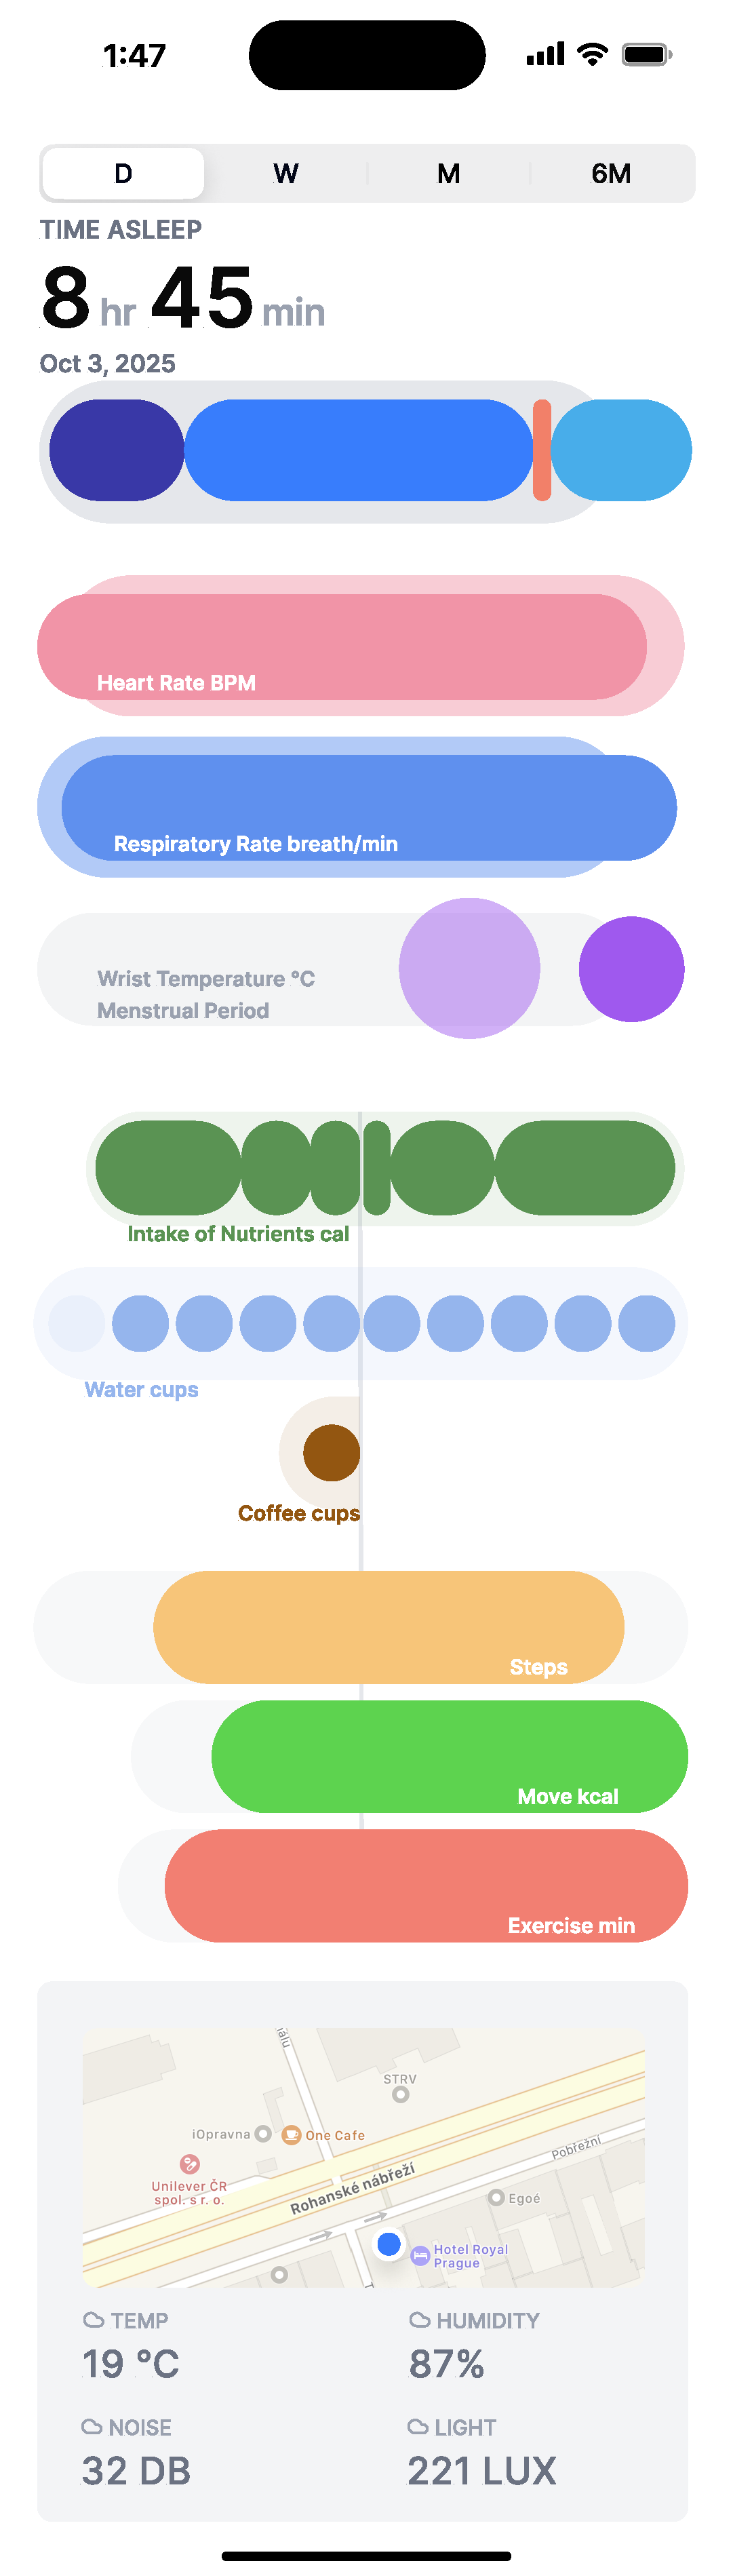 1:47
D W M 6M
TIME ASLEEP
8 hr 45 min
Oct 3, 2025
Heart Rate BPM
Respiratory Rate breath/min
Wrist Temperature °C
Menstrual Period
Intake of Nutrients cal
Water cups
Coffee cups
Steps
Move kcal
Exercise min
álu
STRV
iOpravna
One Cafe
Pobřežní
Unilever ČR
spol. s r. o.
Rohanské nábřeží
Egoé
Hotel Royal
Prague
TEMP HUMIDITY
19 °C 87%
NOISE LIGHT
32 DB 221 LUX